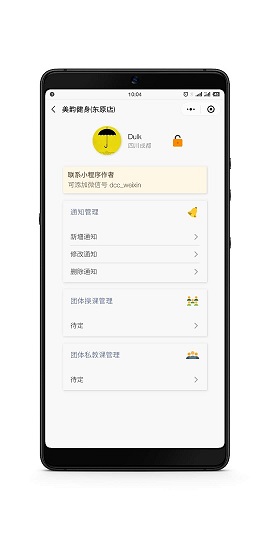 10:04
美韵健身(东原店)
Dulk
四川成都
联系小程序作者
可添加微信号 dcc_weixin
通知管理
新增通知
修改通知
删除通知
团体操课管理
待定
团体私教课管理
待定